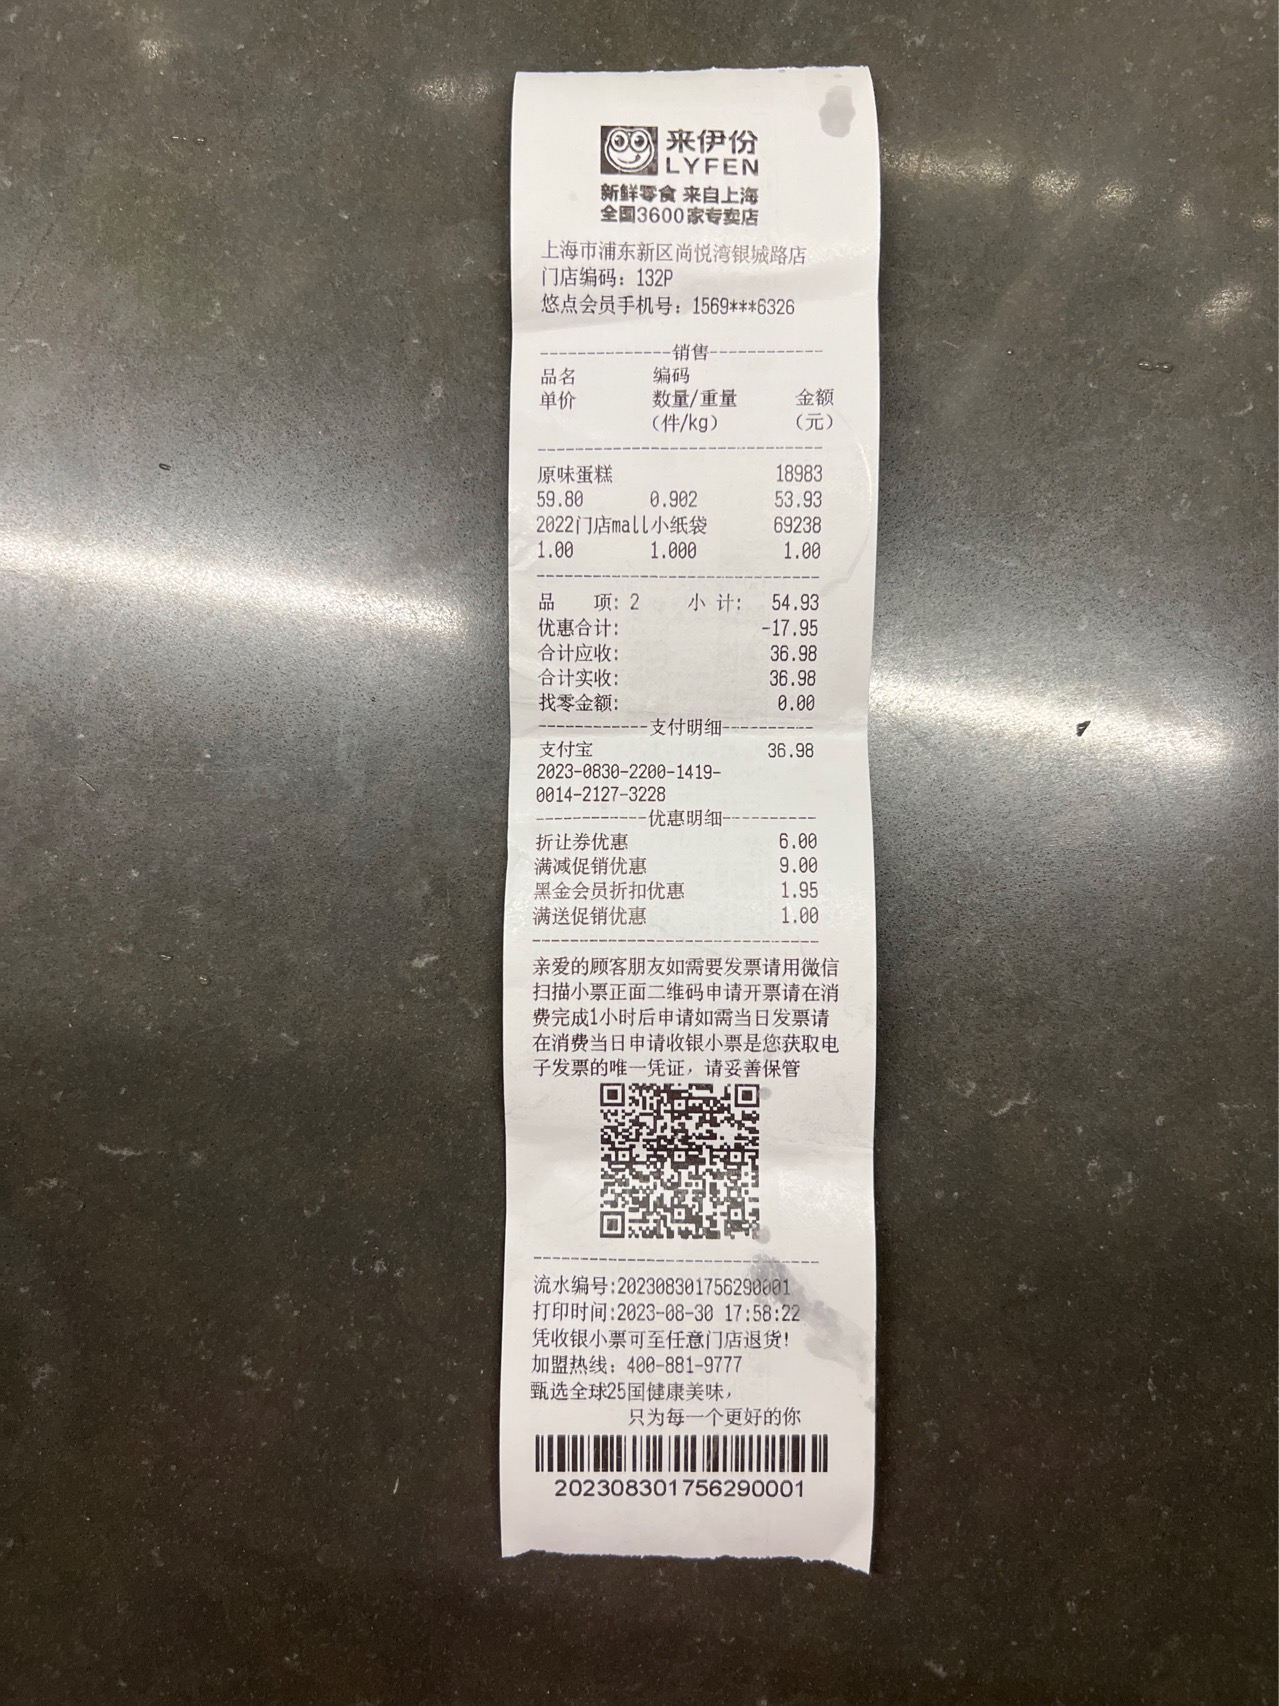 来伊份
LYFEN
新鲜零食 来自上海
全国3600家专卖店
上海市浦东新区尚悦湾银城路店
门店编码：132P
悠点会员手机号：1569***6326
--------------销售------------
品名 编码
单价 数量/重量 金额
（件/kg） （元）
------------------------------
原味蛋糕 18983
59.80 0.902 53.93
2022门店mall小纸袋 69238
1.00 1.000 1.00
------------------------------
品 项: 2 小 计: 54.93
优惠合计: -17.95
合计应收: 36.98
合计实收: 36.98
找零金额: 0.00
------------支付明细----------
支付宝 36.98
2023-0830-2200-1419-
0014-2127-3228
------------优惠明细----------
折让券优惠 6.00
满减促销优惠 9.00
黑金会员折扣优惠 1.95
满送促销优惠 1.00
------------------------------
亲爱的顾客朋友如需要发票请用微信
扫描小票正面二维码申请开票请在消
费完成1小时后申请如需当日发票请
在消费当日申请收银小票是您获取电
子发票的唯一凭证，请妥善保管
------------------------------
流水编号:202308301756290001
打印时间:2023-08-30 17:58:22
凭收银小票可至任意门店退货!
加盟热线：400-881-9777
甄选全球25国健康美味，
只为每一个更好的你
202308301756290001